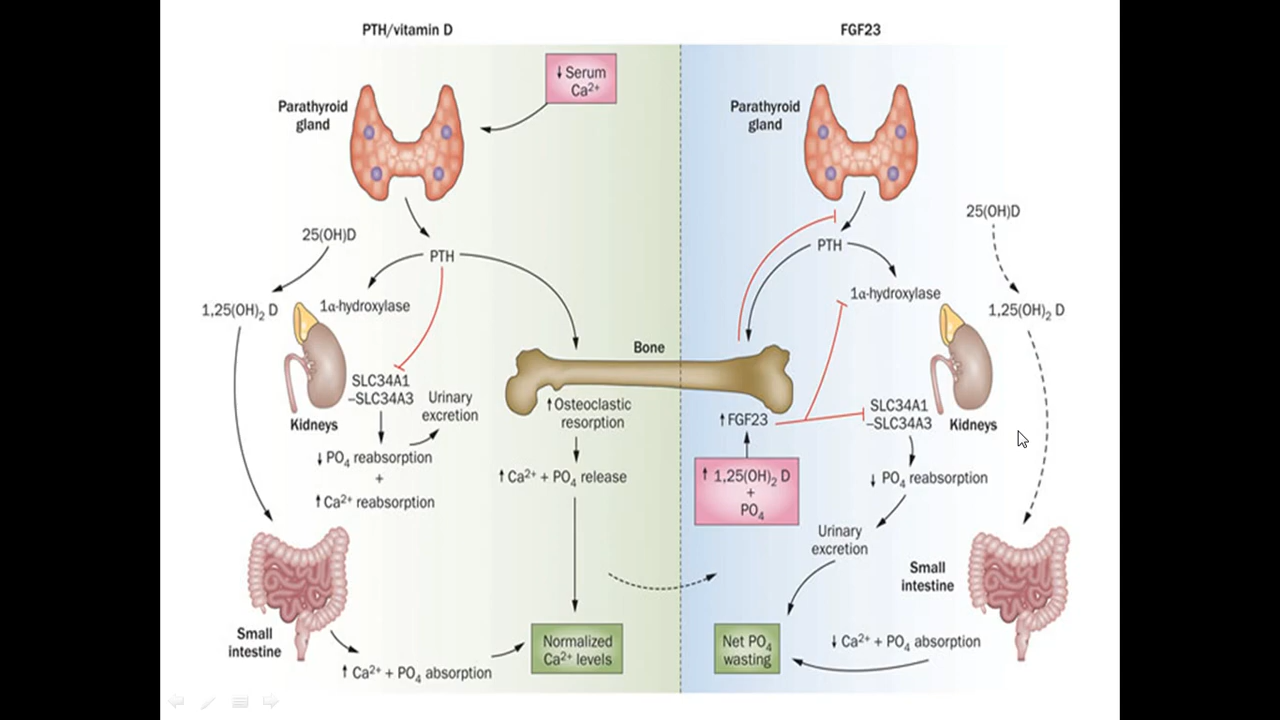 PTH/vitamin D
↓ Serum
Ca²⁺
Parathyroid
gland
25(OH)D
PTH
1,25(OH)₂ D
1α-hydroxylase
SLC34A1
–SLC34A3
Urinary
excretion
Kidneys
↓ PO₄ reabsorption
+
↑ Ca²⁺ reabsorption
Bone
↑ Osteoclastic
resorption
↑ Ca²⁺ + PO₄ release
Small
intestine
↑ Ca²⁺ + PO₄ absorption
Normalized
Ca²⁺ levels
FGF23
Parathyroid
gland
25(OH)D
PTH
1α-hydroxylase
1,25(OH)₂ D
↑ FGF23
SLC34A1
–SLC34A3
Kidneys
↑ 1,25(OH)₂ D
+
PO₄
↓ PO₄ reabsorption
Urinary
excretion
Small
intestine
↓ Ca²⁺ + PO₄ absorption
Net PO₄
wasting